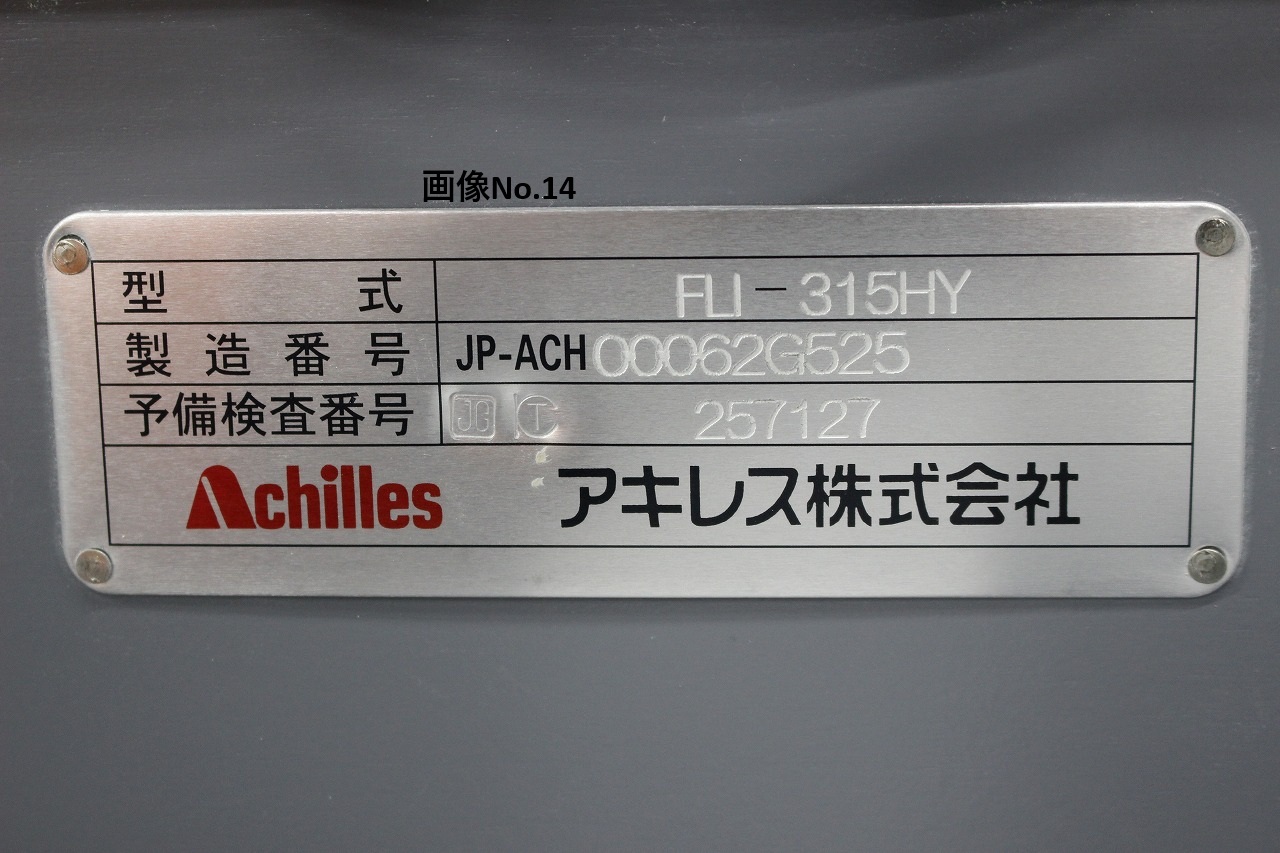 画像No.14
型式 FLI-315HY
製造番号 JP-ACH00062G525
予備検査番号 JG 257127
Achilles アキレス株式会社